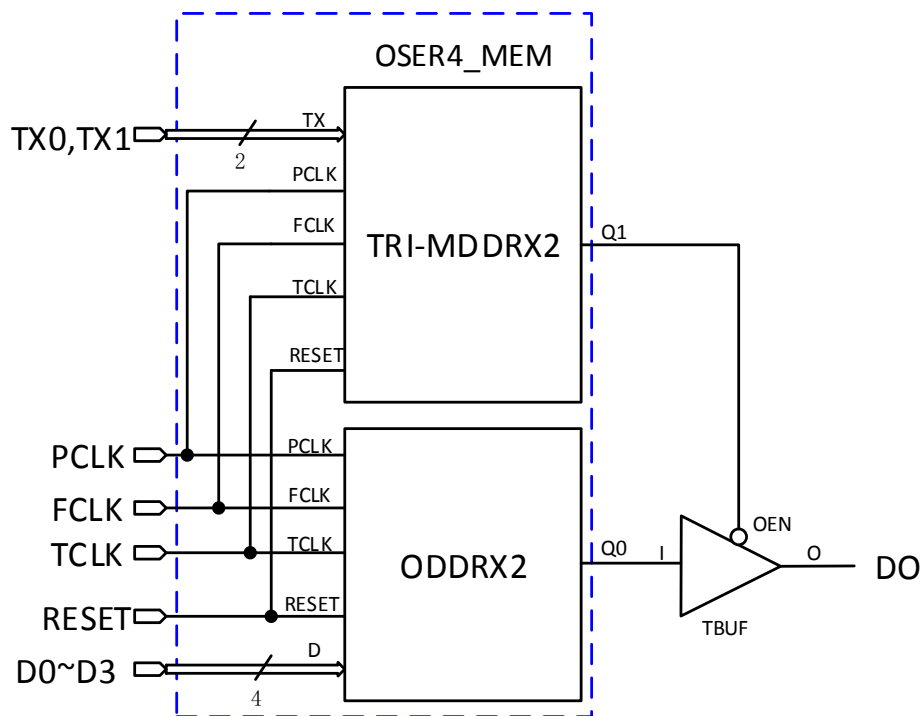 OSER4_MEM
TX0,TX1
2
TX
PCLK
FCLK
TCLK
RESET
TRI-MDDRX2
Q1
PCLK
FCLK
TCLK
RESET
D0~D3
4
PCLK
FCLK
TCLK
RESET
D
ODDRX2
Q0
I
OEN
O
DO
TBUF